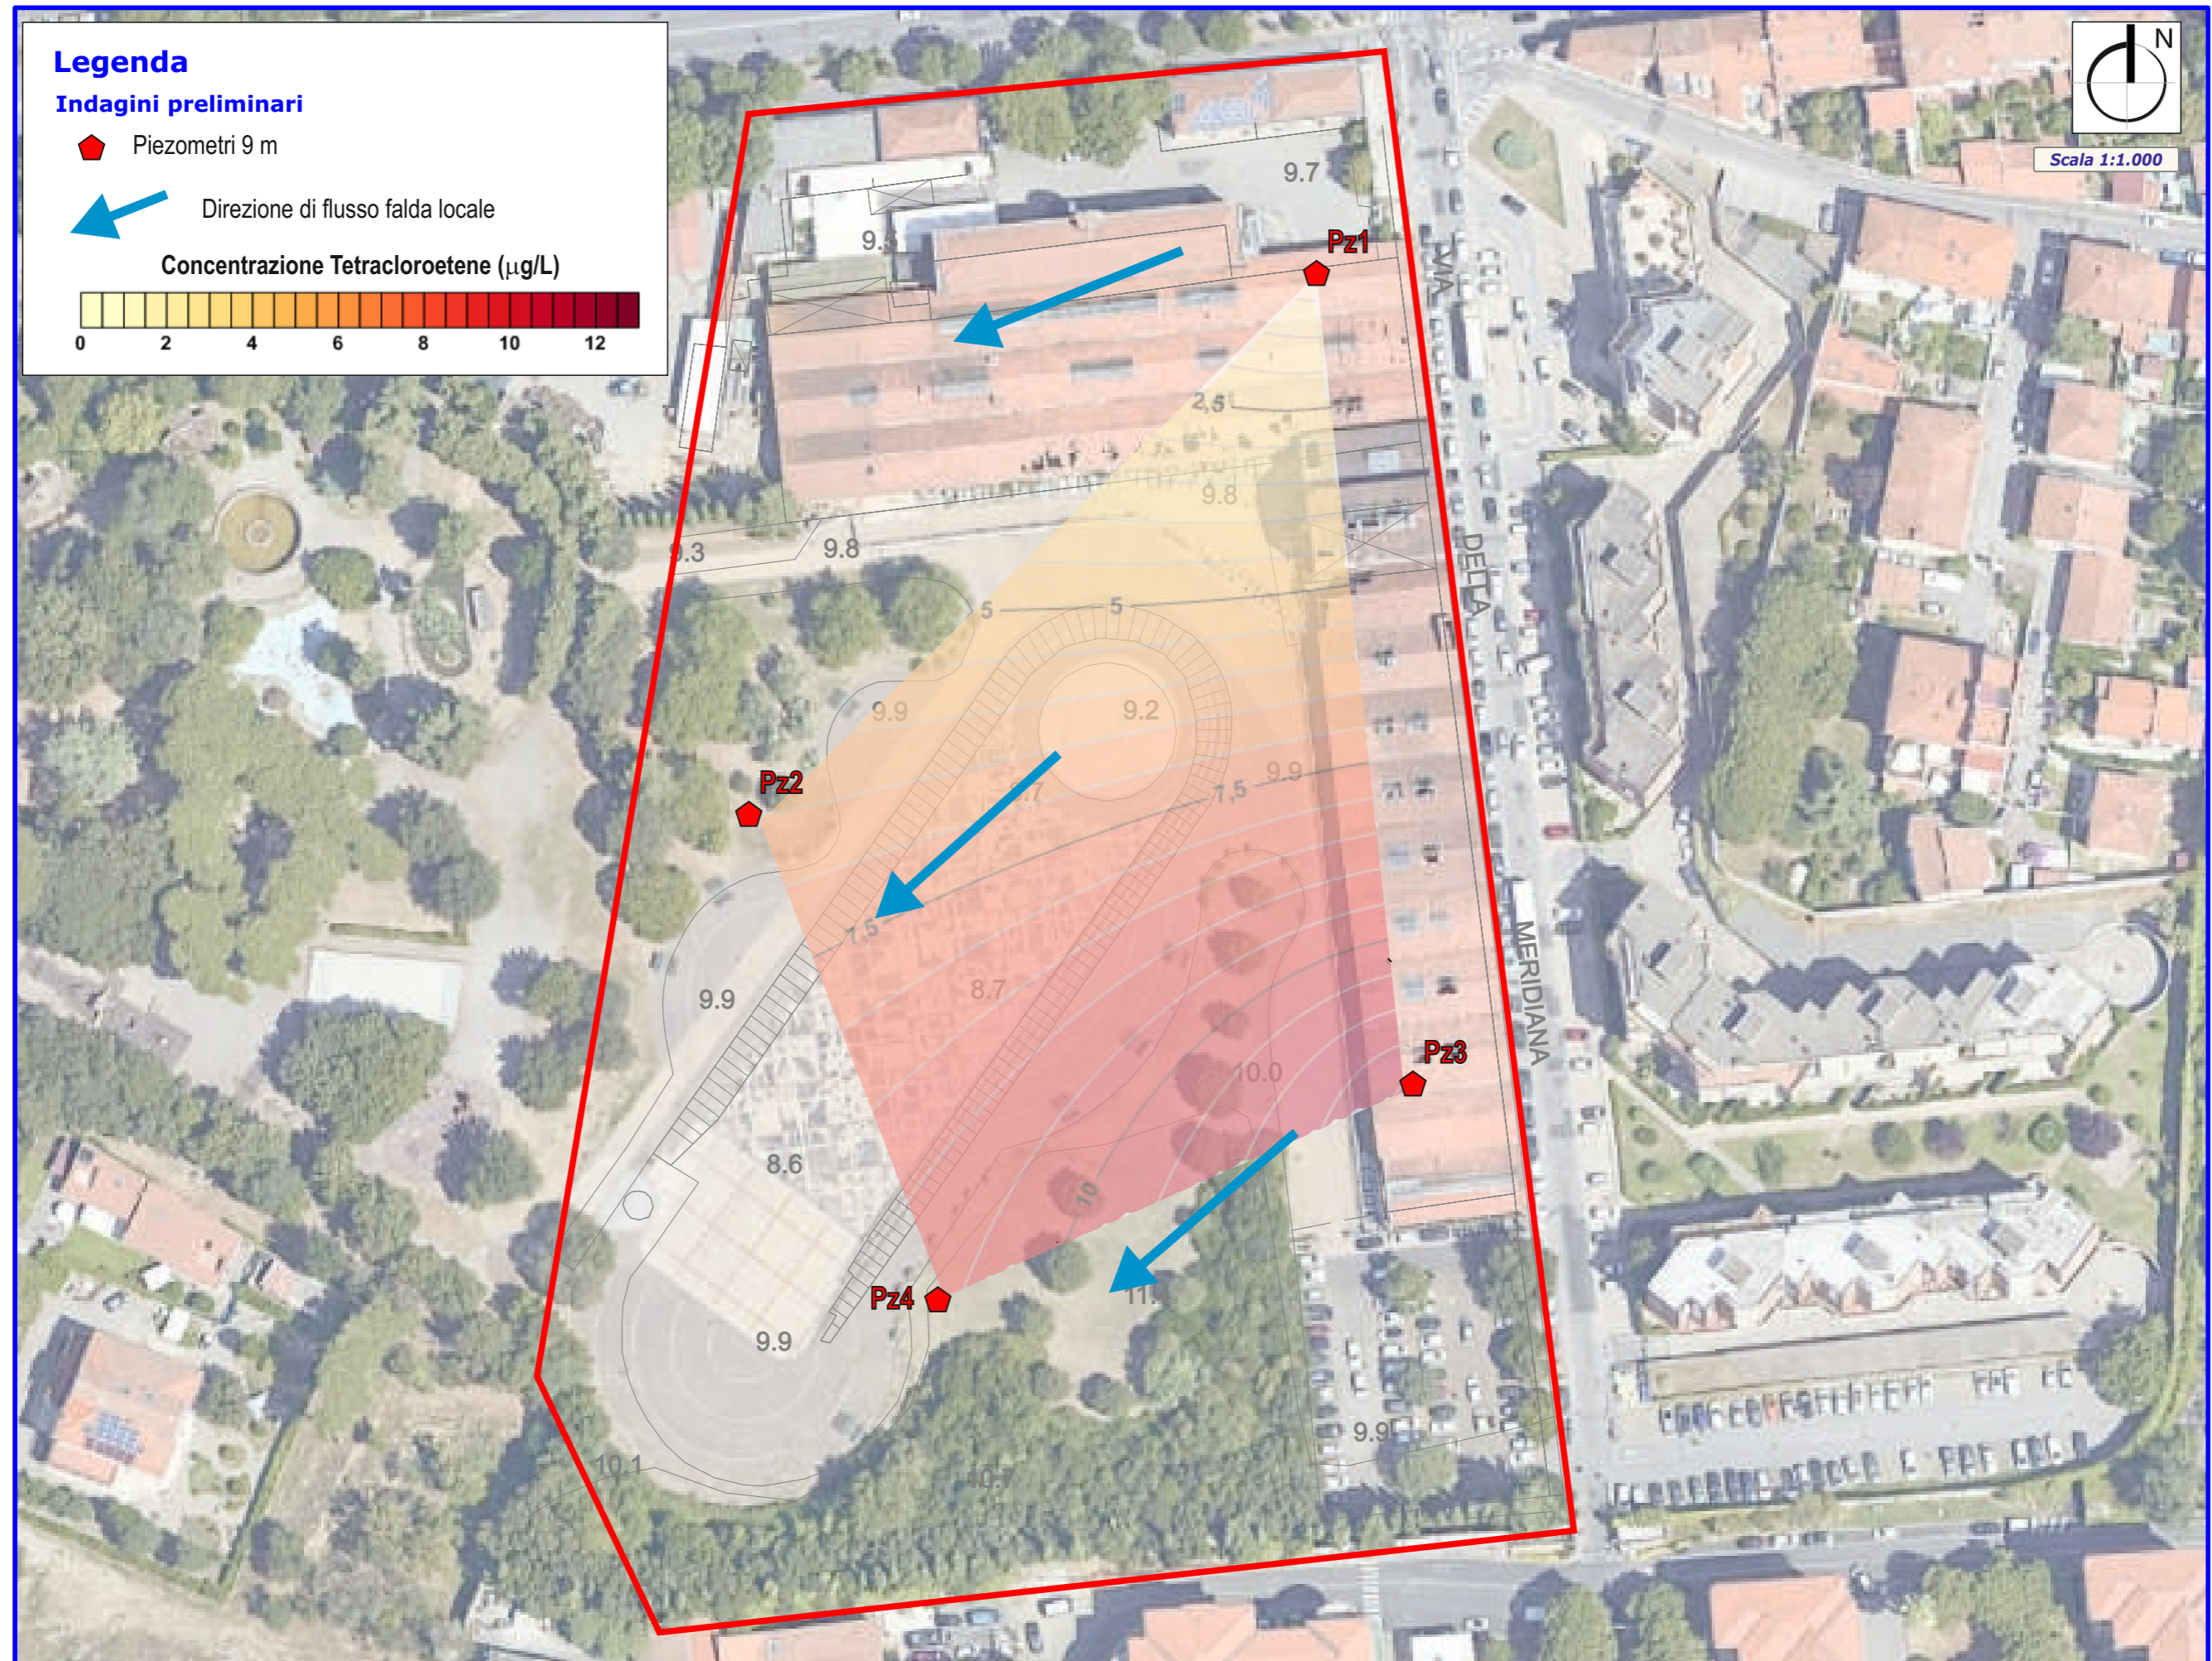 Legenda
Indagini preliminari
Piezometri 9 m
Direzione di flusso falda locale
Concentrazione Tetracloroetene (µg/L)
0 2 4 6 8 10 12
N
Scala 1:1.000
9.7
Pz1
VIA
2,5
9.8
9.3
9.8
DELLA
5
5
9.9
9.2
Pz2
9.9
7,5
7,5
MERIDIANA
9.9
8.7
Pz3
10.0
8.6
10
Pz4
9.9
9.9
10.1